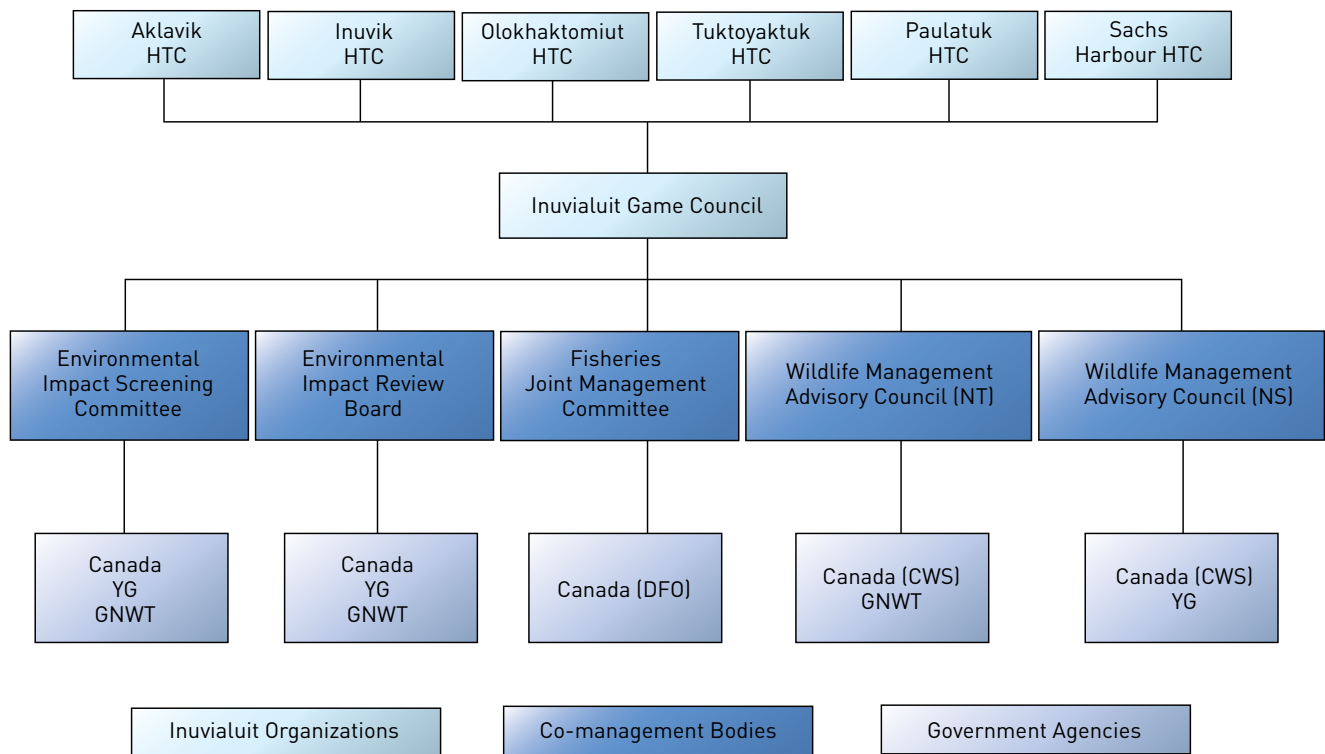 Aklavik
HTC
Inuvik
HTC
Olokhaktomiut
HTC
Tuktoyaktuk
HTC
Paulatuk
HTC
Sachs
Harbour HTC
Inuvialuit Game Council
Environmental
Impact Screening
Committee
Environmental
Impact Review
Board
Fisheries
Joint Management
Committee
Wildlife Management
Advisory Council (NT)
Wildlife Management
Advisory Council (NS)
Canada
YG
GNWT
Canada
YG
GNWT
Canada (DFO)
Canada (CWS)
GNWT
Canada (CWS)
YG
Inuvialuit Organizations
Co-management Bodies
Government Agencies